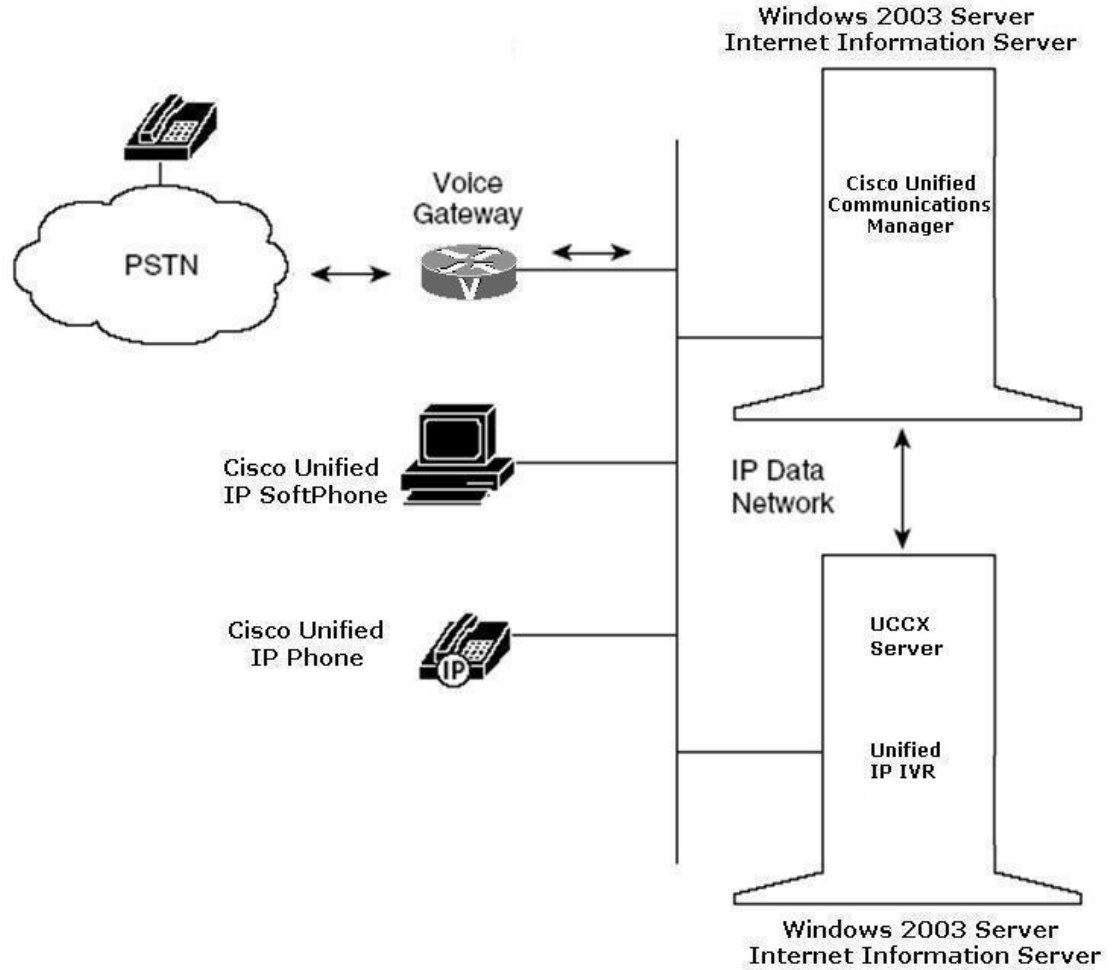 Windows 2003 Server
Internet Information Server
Cisco Unified
Communications
Manager
Voice
Gateway
PSTN
V
Cisco Unified
IP SoftPhone
IP Data
Network
Cisco Unified
IP Phone
IP
UCCX
Server
Unified
IP IVR
Windows 2003 Server
Internet Information Server